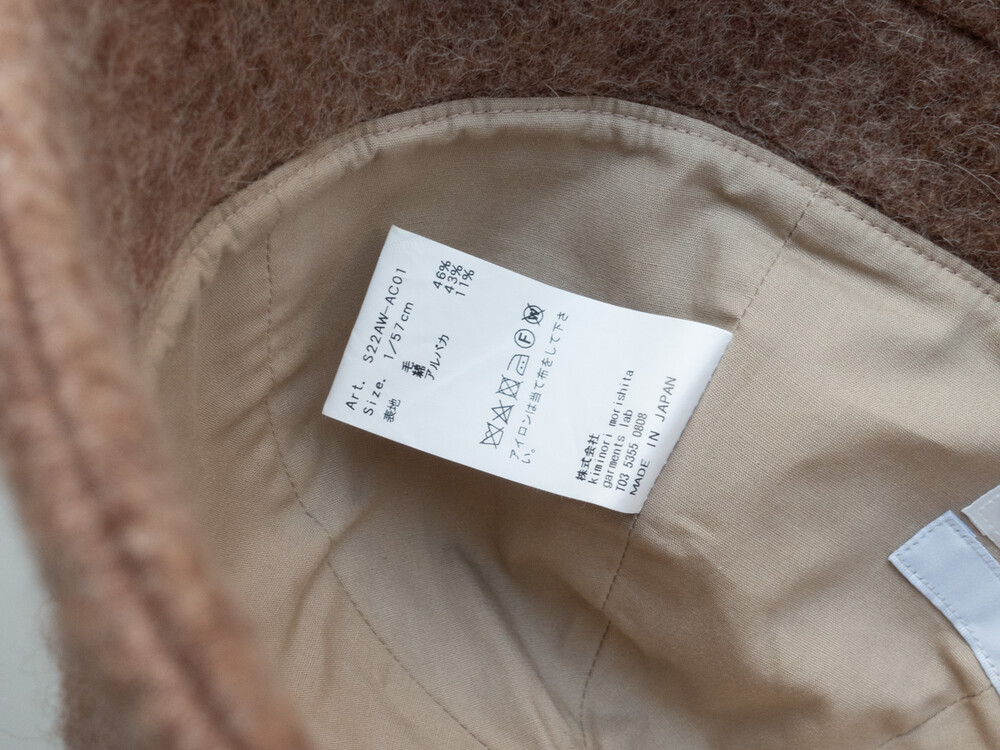 Art. S22AW-AC01
Size. 1/57cm
表地 毛 46%
綿 43%
アルパカ 11%
F W
アイロンは当て布をして下さ
い。
株式会社
kiminori morishita
garments lab
T03 5355 0808
MADE IN JAPAN